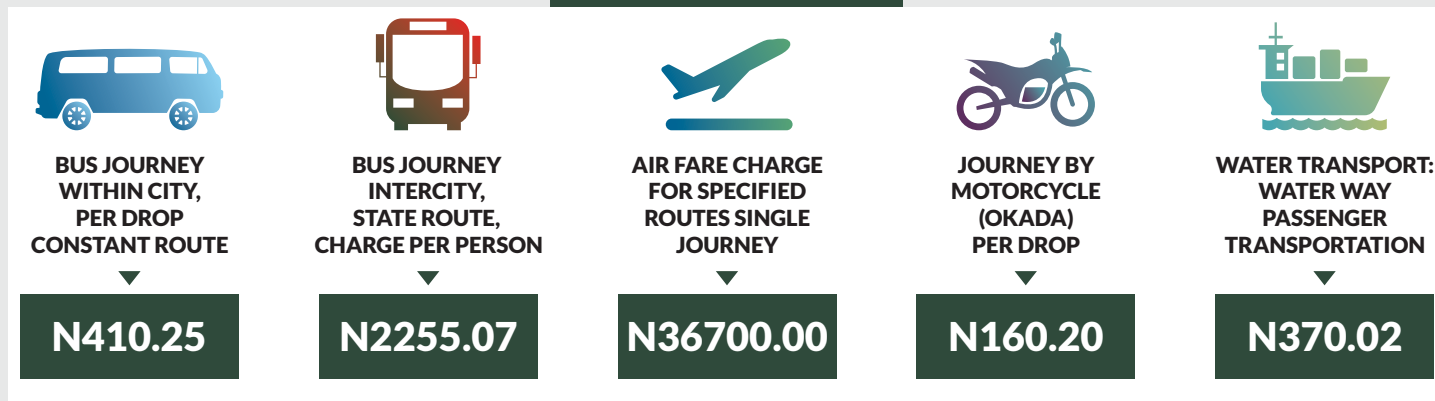 BUS JOURNEY
WITHIN CITY,
PER DROP
CONSTANT ROUTE
N410.25
BUS JOURNEY
INTERCITY,
STATE ROUTE,
CHARGE PER PERSON
N2255.07
AIR FARE CHARGE
FOR SPECIFIED
ROUTES SINGLE
JOURNEY
N36700.00
JOURNEY BY
MOTORCYCLE
(OKADA)
PER DROP
N160.20
WATER TRANSPORT:
WATER WAY
PASSENGER
TRANSPORTATION
N370.02